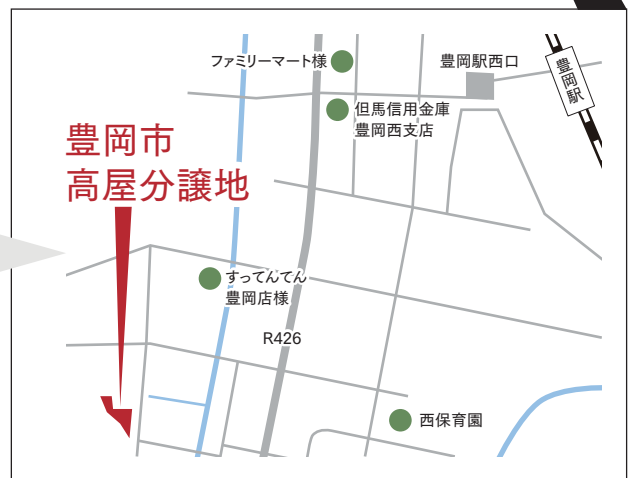 ファミリーマート様
豊岡駅西口
豊岡駅
但馬信用金庫
豊岡西支店
豊岡市
高屋分譲地
すってんてん
豊岡店様
R426
西保育園